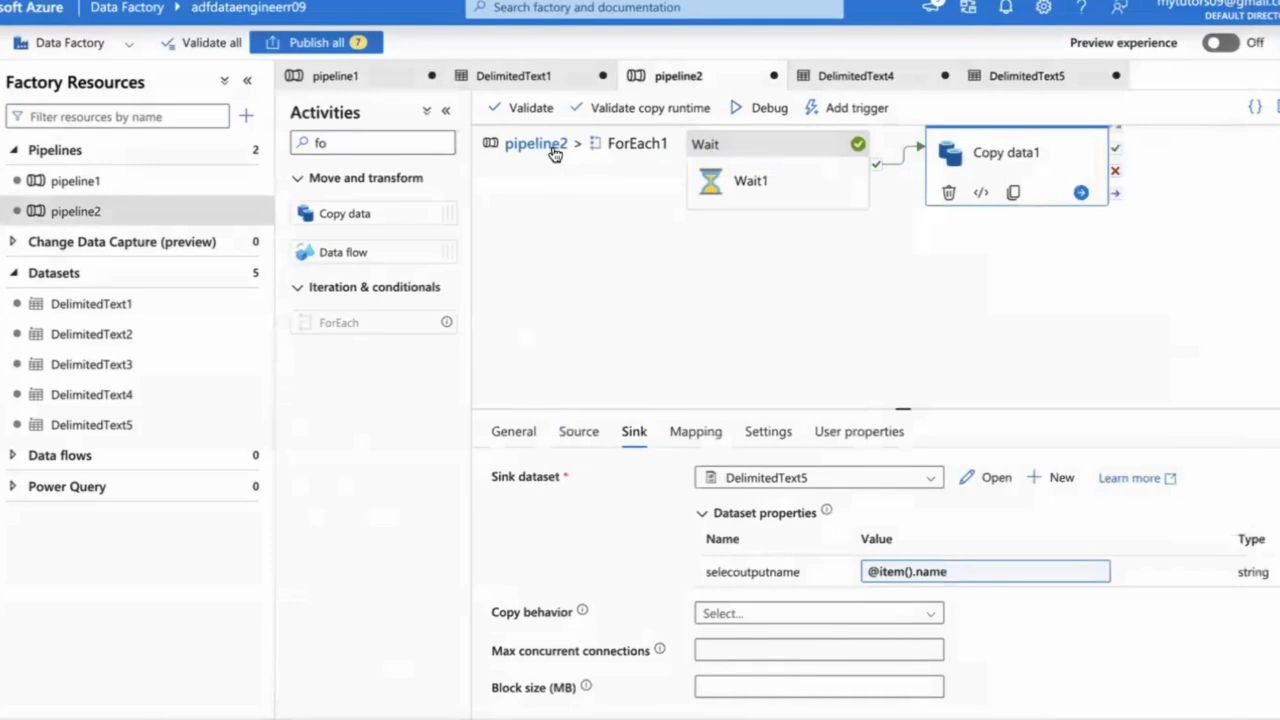 soft Azure
Data Factory
adfdataengineerr09
Search factory and documentation
mytutors09@gmail.co
DEFAULT DIRECT
Data Factory
Validate all
Publish all
7
Preview experience
Off
Factory Resources
Filter resources by name
Pipelines
2
pipeline1
pipeline2
Change Data Capture (preview)
0
Datasets
5
DelimitedText1
DelimitedText2
DelimitedText3
DelimitedText4
DelimitedText5
Data flows
0
Power Query
0
pipeline1
DelimitedText1
pipeline2
DelimitedText4
DelimitedText5
Activities
fo
Move and transform
Copy data
Data flow
Iteration & conditionals
ForEach
Validate
Validate copy runtime
Debug
Add trigger
{}
pipeline2 > ForEach1
Wait
Wait1
Copy data1
General
Source
Sink
Mapping
Settings
User properties
Sink dataset *
DelimitedText5
Open
New
Learn more
Dataset properties
Name
Value
Type
selecoutputname
@item().name
string
Copy behavior
Select...
Max concurrent connections
Block size (MB)